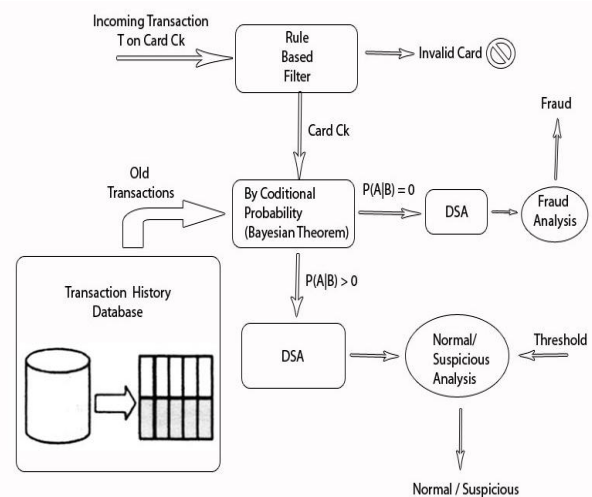 Incoming Transaction
T on Card Ck
Rule
Based
Filter
Invalid Card
Card Ck
Fraud
Old
Transactions
By Coditional
Probability
(Bayesian Theorem)
P(A|B) = 0
DSA
Fraud
Analysis
P(A|B) > 0
Transaction History
Database
DSA
Normal/
Suspicious
Analysis
Threshold
Normal / Suspicious